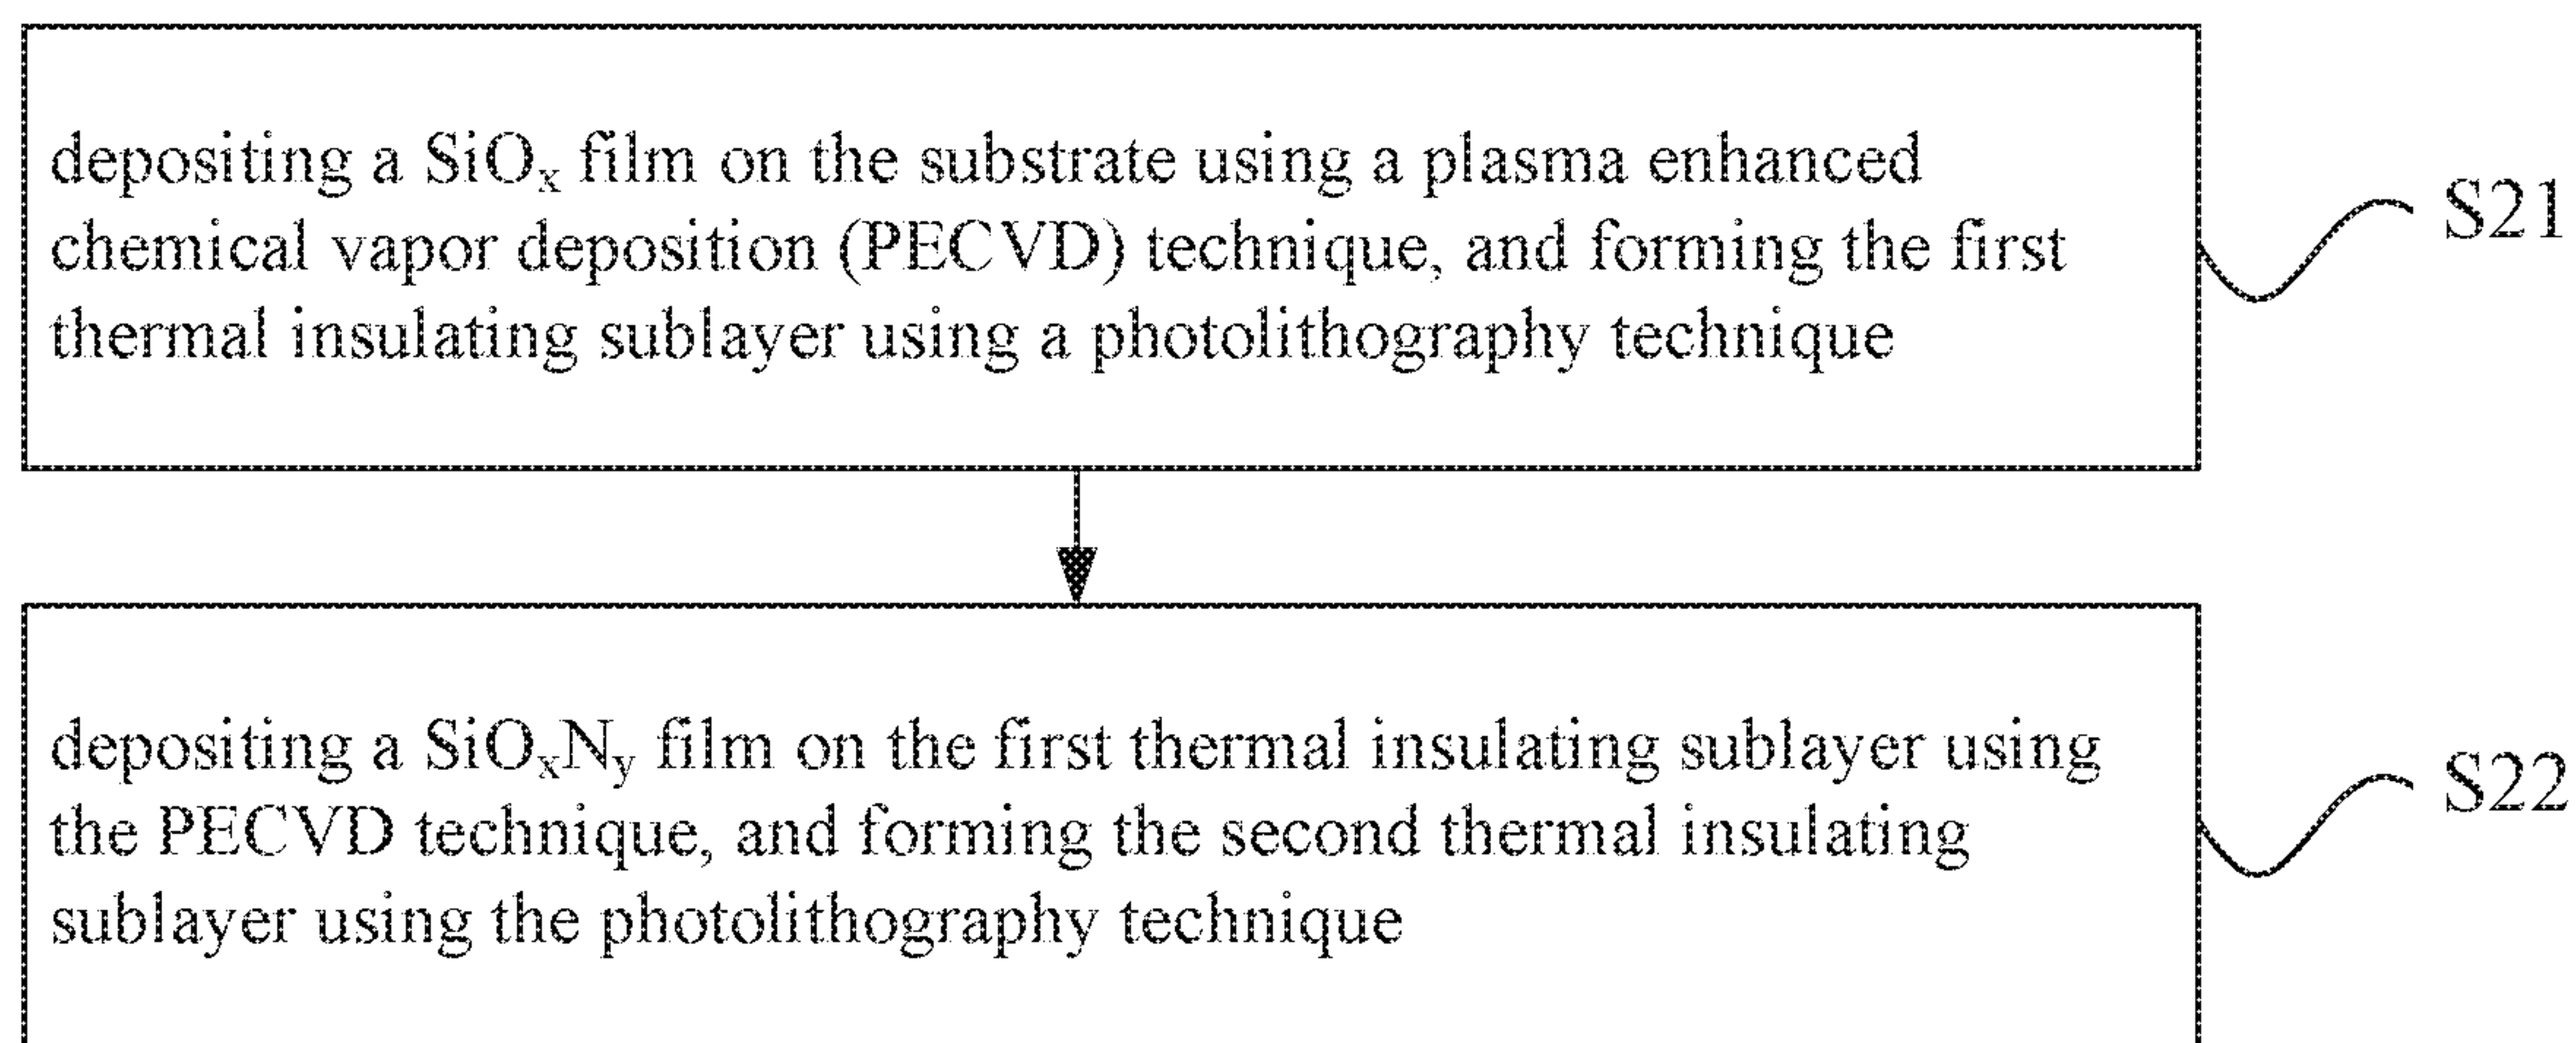 depositing a SiOₓ film on the substrate using a plasma enhanced
chemical vapor deposition (PECVD) technique, and forming the first
thermal insulating sublayer using a photolithography technique
S21
depositing a SiOₓNᵧ film on the first thermal insulating sublayer using
the PECVD technique, and forming the second thermal insulating
sublayer using the photolithography technique
S22